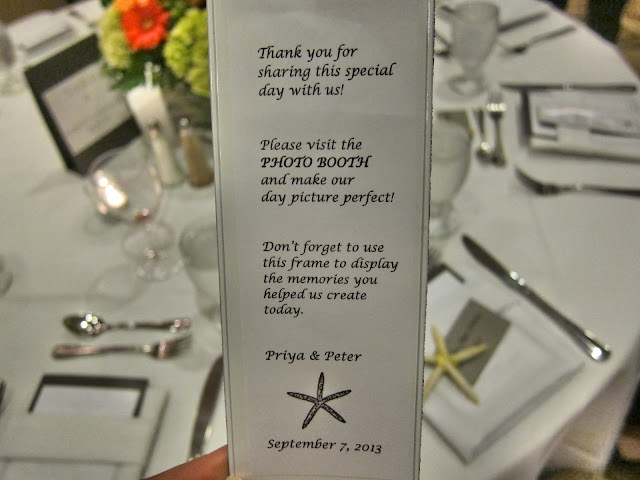 Thank you for
sharing this special
day with us!
Please visit the
PHOTO BOOTH
and make our
day picture perfect!
Don't forget to use
this frame to display
the memories you
helped us create
today.
Priya & Peter
September 7, 2013